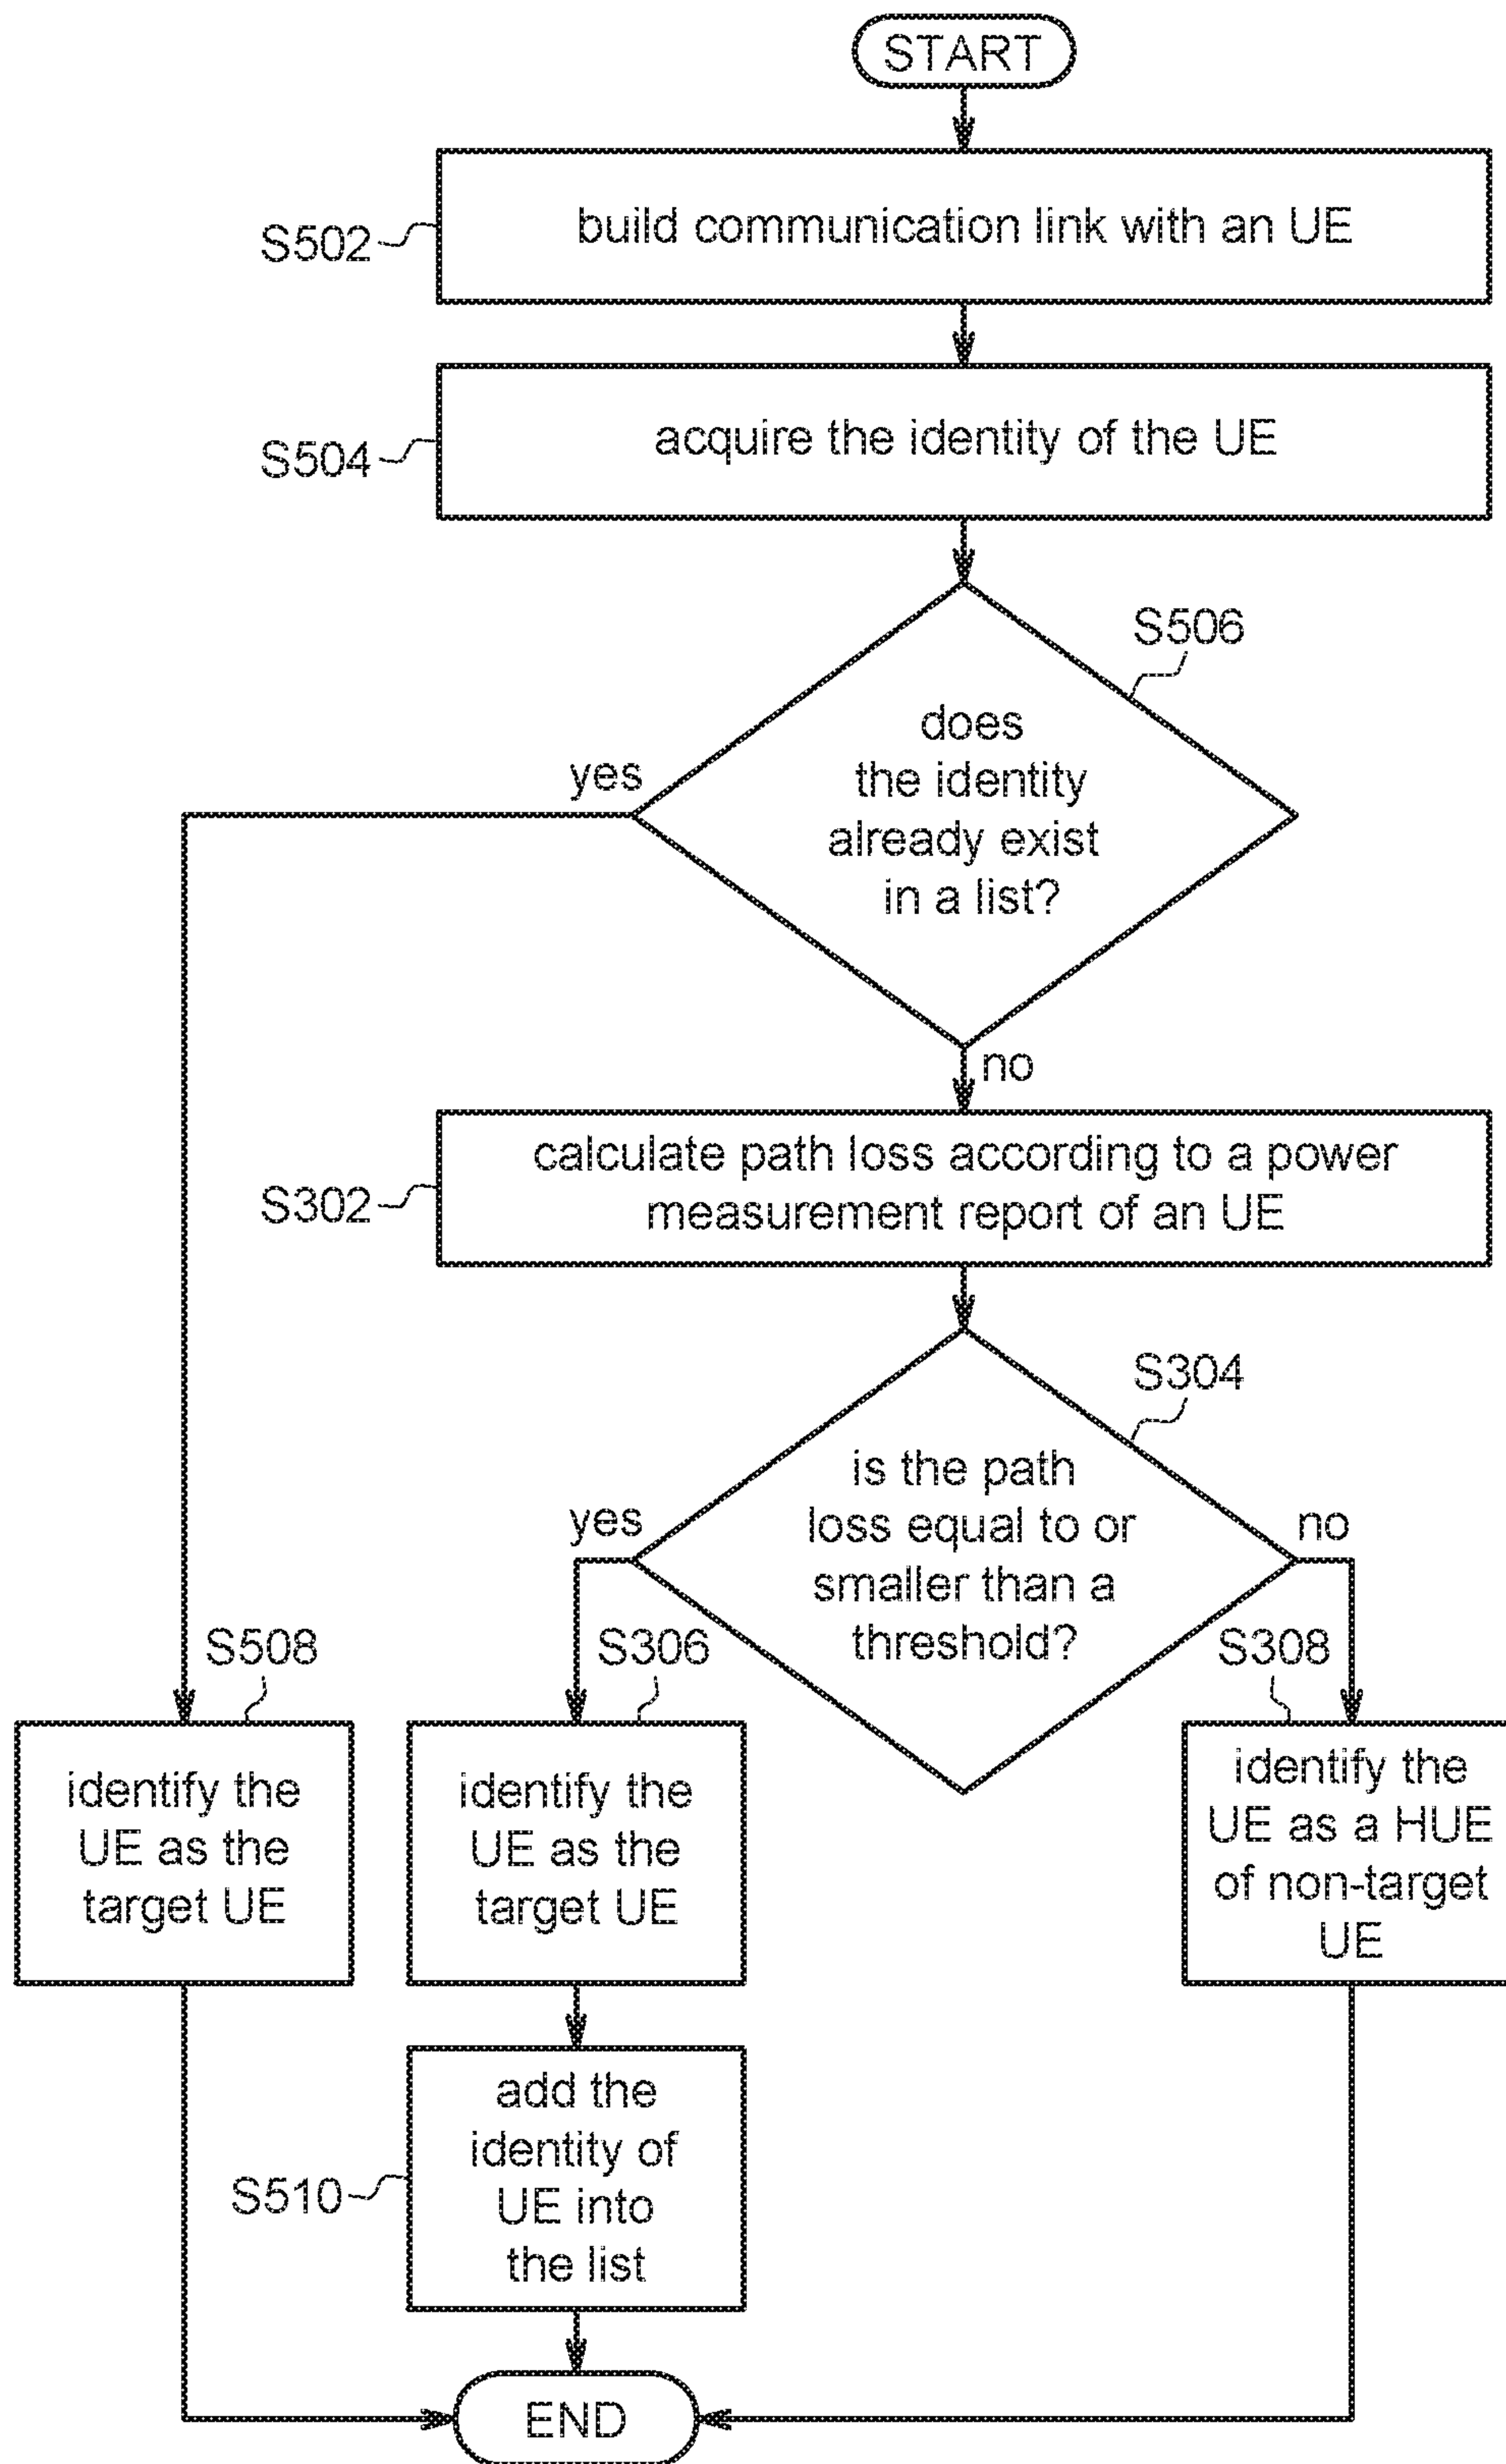 START
S502
build communication link with an UE
S504
acquire the identity of the UE
S506
does
the identity
already exist
in a list?
yes
no
S302
calculate path loss according to a power
measurement report of an UE
S304
is the path
loss equal to or
smaller than a
threshold?
yes
no
S508
identify the
UE as the
target UE
S306
identify the
UE as the
target UE
S308
identify the
UE as a HUE
of non-target
UE
S510
add the
identity of
UE into
the list
END